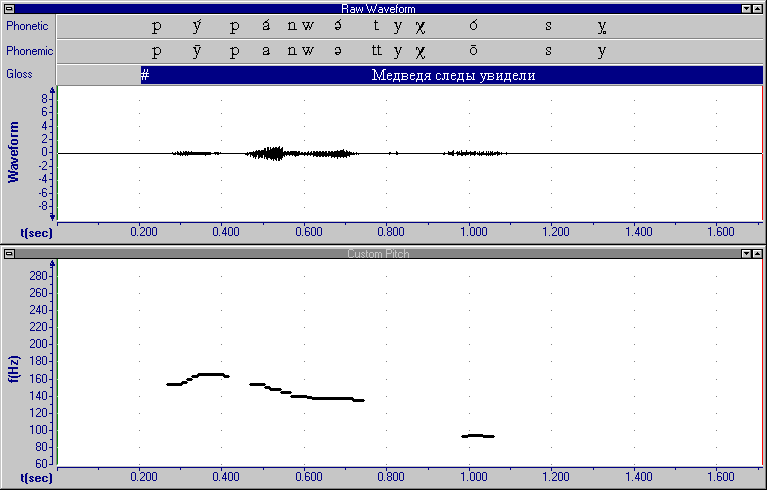 Raw Waveform
Phonetic p ý p á n w ə́ t y χ ó s y̥
Phonemic p ȳ p a n w ə tt y χ ō s y
Gloss # Медведя следы увидели
Waveform
8
6
4
2
0
-2
-4
-6
-8
t(sec) 0.200 0.400 0.600 0.800 1.000 1.200 1.400 1.600
Custom Pitch
f(Hz)
280
260
240
220
200
180
160
140
120
100
80
60
t(sec) 0.200 0.400 0.600 0.800 1.000 1.200 1.400 1.600